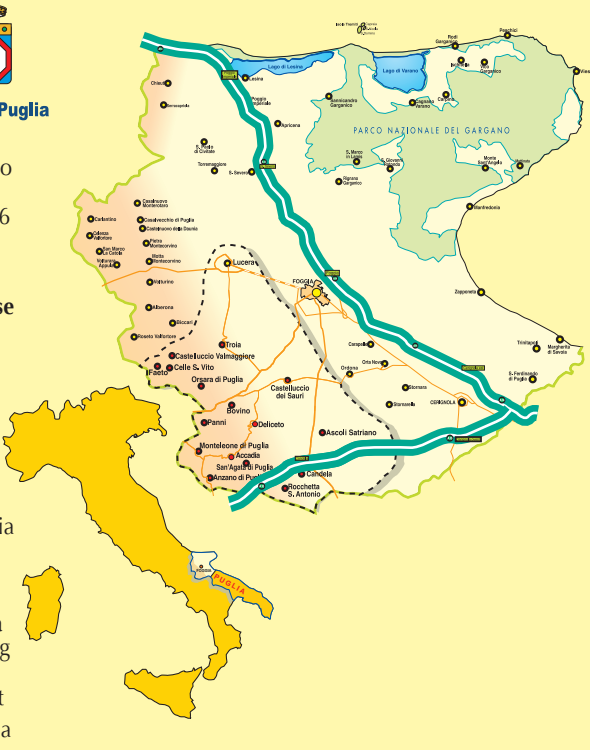 Puglia
o
6
se
ia
a
g
t
a
Peschici
Rodi
Garganico
Ischitella
Vico
Garganico
Vieste
Lago di Lesina
Lago di Varano
Lesina
Chieuti
Serracapriola
Poggio
Imperiale
Sannicandro
Garganico
Cagnano
Varano
Carpino
Apricena
PARCO NAZIONALE DEL GARGANO
S. Paolo
di Civitate
Torremaggiore
S. Severo
S. Marco
in Lamis
S. Giovanni
Rotondo
Monte
Sant'Angelo
Mattinata
Rignano
Garganico
Manfredonia
Casalnuovo
Monterotaro
Carlantino
Casalvecchio di Puglia
Castelnuovo della Daunia
Celenza
Valfortore
Pietra
Montecorvino
San Marco
La Catola
Volturara
Appula
Motta
Montecorvino
Lucera
Volturino
FOGGIA
Zapponeta
Alberona
Biccari
Roseto Valfortore
Troia
Carapelle
Trinitapoli
Margherita
di Savoia
Castelluccio Valmaggiore
Celle S. Vito
Faeto
Orta Nova
Ordona
S. Ferdinando
di Puglia
Orsara di Puglia
Castelluccio
dei Sauri
Stornara
Stornarella
CERIGNOLA
Bovino
Panni
Deliceto
Ascoli Satriano
Monteleone di Puglia
Accadia
San'Agata di Puglia
Anzano di Puglia
Candela
Rocchetta
S. Antonio
FOGGIA
PUGLIA